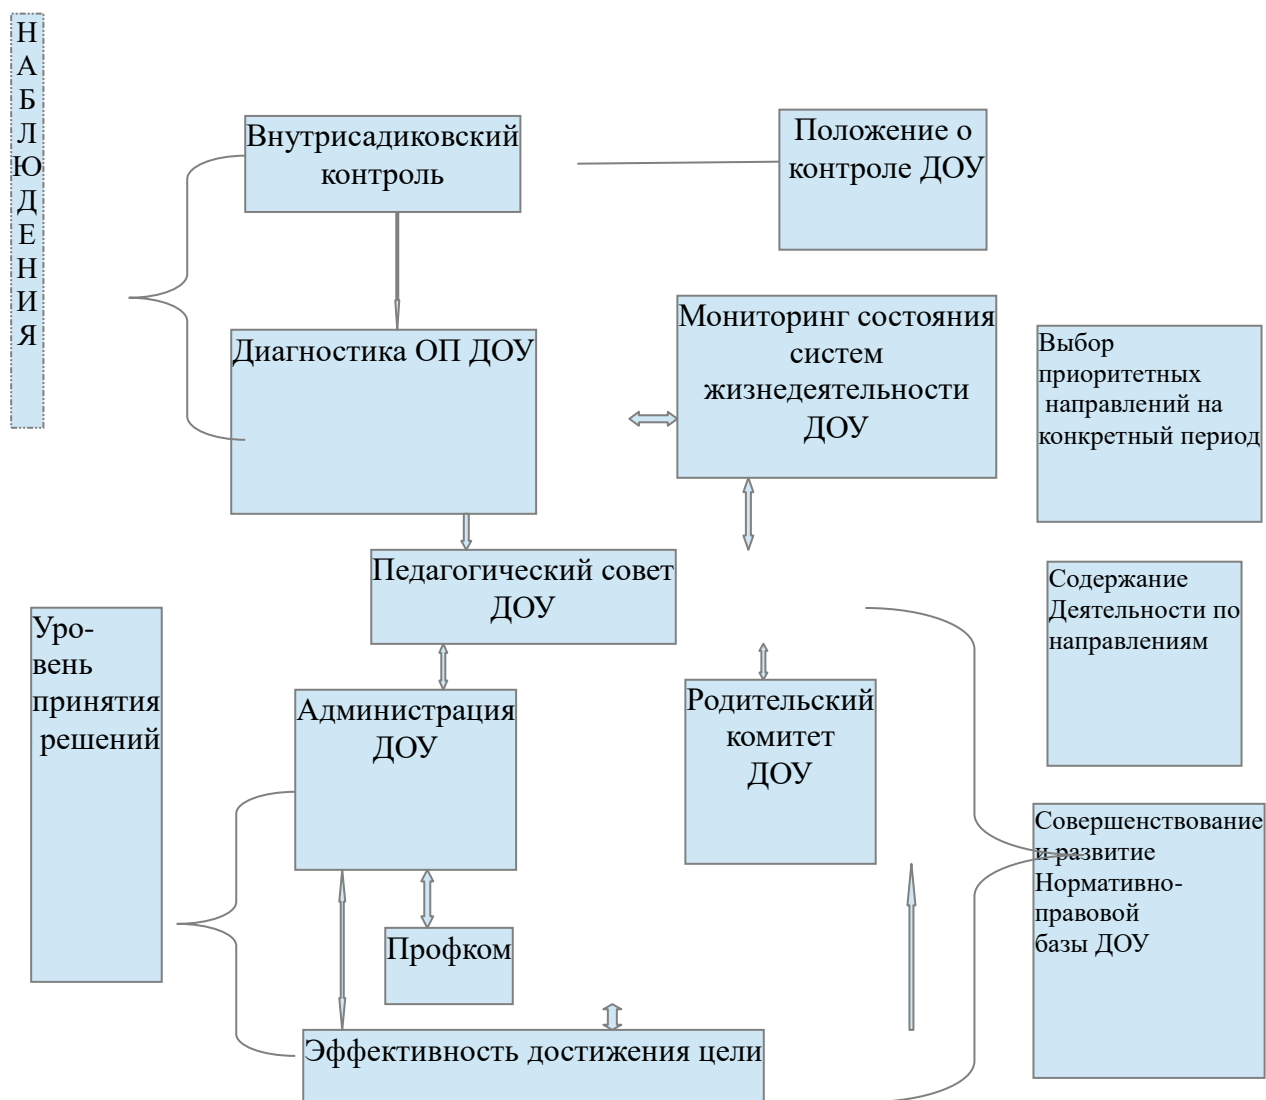 Н
А
Б
Л
Ю
Д
Е
Н
И
Я
Внутрисадиковский
контроль
Положение о
контроле ДОУ
Диагностика ОП ДОУ
Мониторинг состояния
систем
жизнедеятельности
ДОУ
Выбор
приоритетных
направлений на
конкретный период
Педагогический совет
ДОУ
Содержание
Деятельности по
направлениям
Уро-
вень
принятия
решений
Администрация
ДОУ
Родительский
комитет
ДОУ
Совершенствование
и развитие
Нормативно-
правовой
базы ДОУ
Профком
Эффективность достижения цели